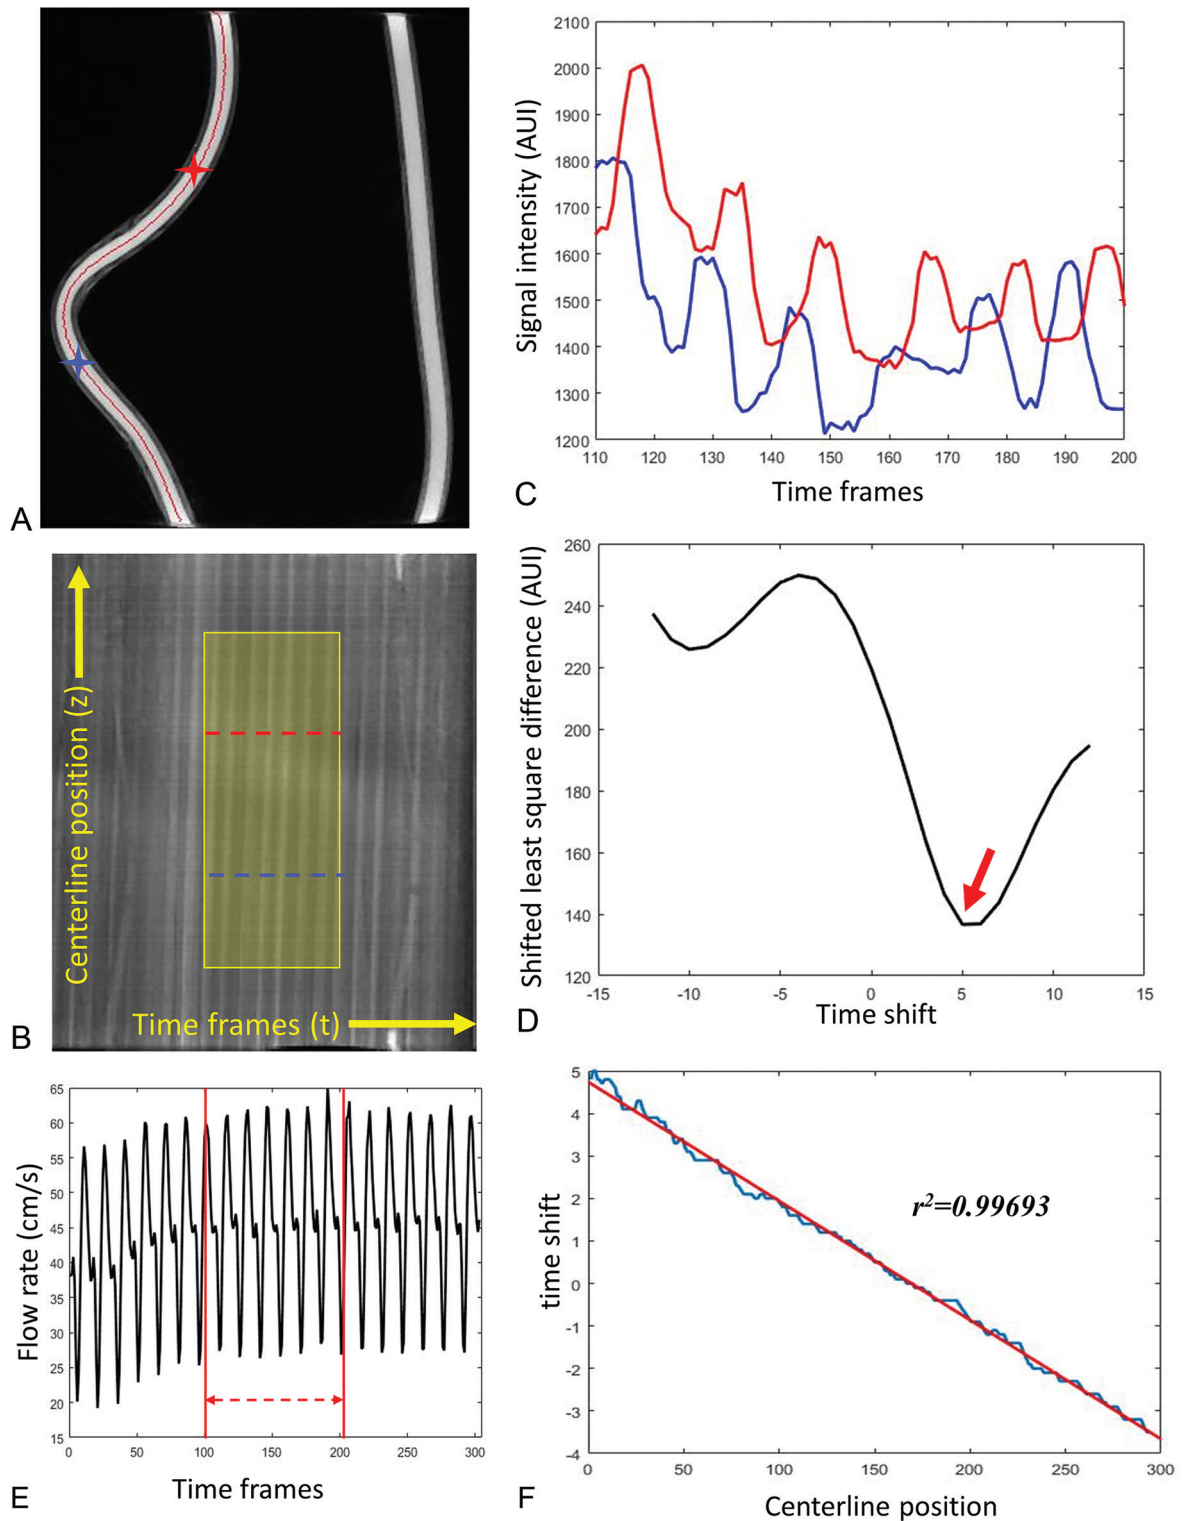 A
2100
2000
1900
1800
1700
1600
1500
1400
1300
1200
Signal intensity (AUI)
110 120 130 140 150 160 170 180 190 200
Time frames
C
Centerline position (z)
Time frames (t)
B
260
240
220
200
180
160
140
120
Shifted least square difference (AUI)
-15 -10 -5 0 5 10 15
Time shift
D
65
60
55
50
45
40
35
30
25
20
15
Flow rate (cm/s)
0 50 100 150 200 250 300
Time frames
E
5
4
3
2
1
0
-1
-2
-3
-4
time shift
r²=0.99693
0 50 100 150 200 250 300
Centerline position
F